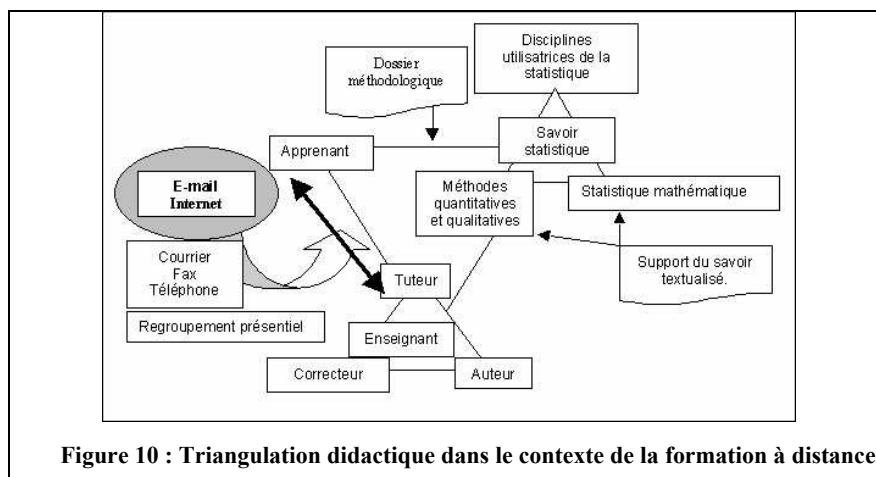 Disciplines
utilisatrices de la
statistique
Dossier
méthodologique
Savoir
statistique
Apprenant
E-mail
Internet
Méthodes
quantitatives
et qualitatives
Statistique mathématique
Courrier
Fax
Téléphone
Support du savoir
textualisé.
Tuteur
Regroupement présentiel
Enseignant
Correcteur
Auteur
Figure 10 : Triangulation didactique dans le contexte de la formation à distance